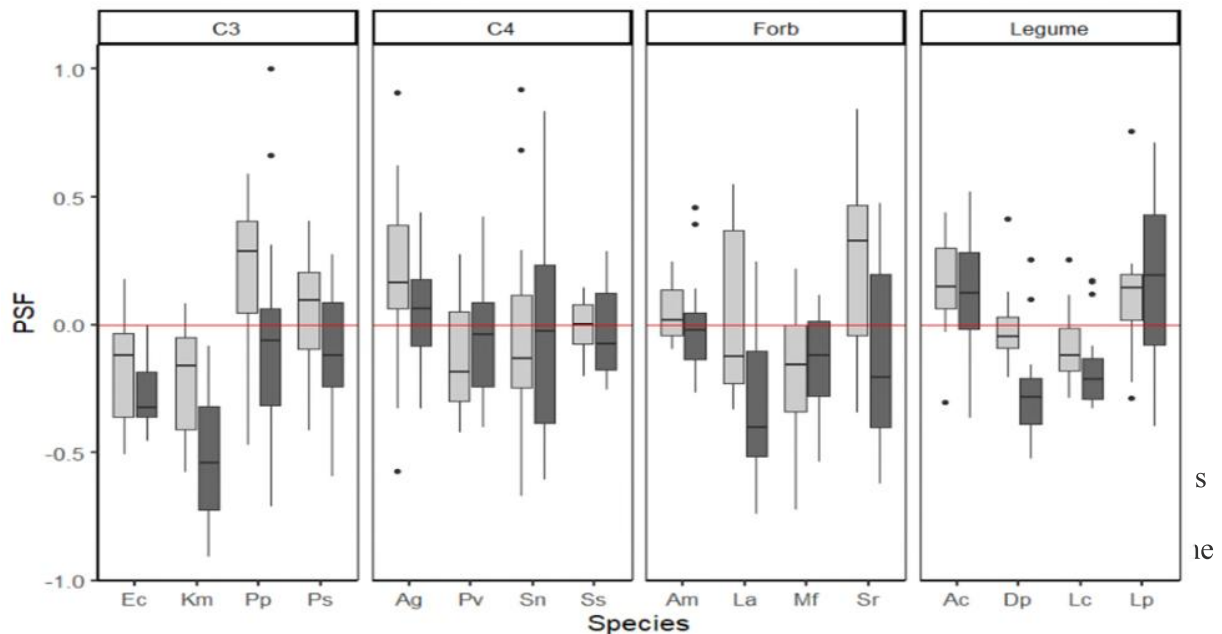 C3 C4 Forb Legume
1.0
0.5
PSF
0.0
-0.5
s
ne
-1.0
Ec Km Pp Ps Ag Pv Sn Ss Am La Mf Sr Ac Dp Lc Lp
Species